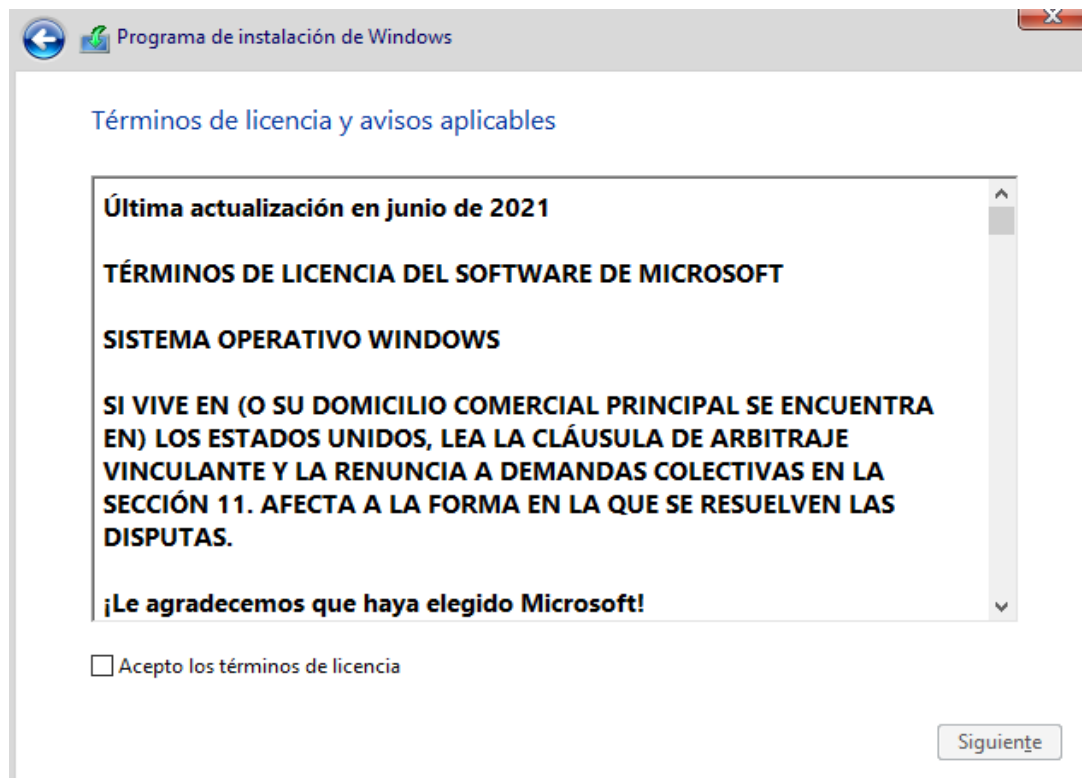 Programa de instalación de Windows
Términos de licencia y avisos aplicables
Última actualización en junio de 2021
TÉRMINOS DE LICENCIA DEL SOFTWARE DE MICROSOFT
SISTEMA OPERATIVO WINDOWS
SI VIVE EN (O SU DOMICILIO COMERCIAL PRINCIPAL SE ENCUENTRA
EN) LOS ESTADOS UNIDOS, LEA LA CLÁUSULA DE ARBITRAJE
VINCULANTE Y LA RENUNCIA A DEMANDAS COLECTIVAS EN LA
SECCIÓN 11. AFECTA A LA FORMA EN LA QUE SE RESUELVEN LAS
DISPUTAS.
¡Le agradecemos que haya elegido Microsoft!
Acepto los términos de licencia
Siguiente